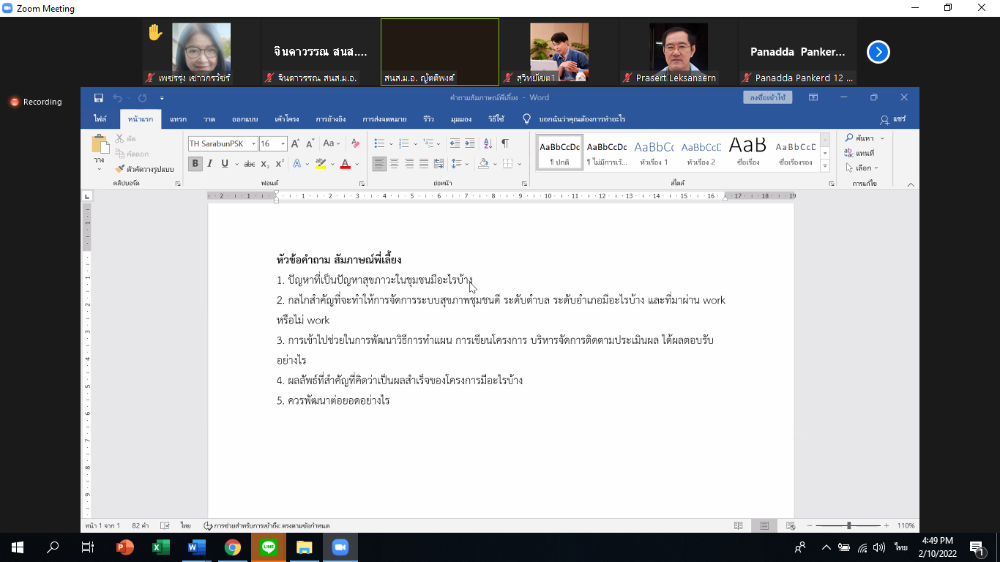 Zoom Meeting
จินดาวรรณ สนส....
Panadda Panker...
เพชรรุ่ง เชาวกรวัชร์
จินดาวรรณ สนส.ม.อ.
สนส.ม.อ. ญัตติพงศ์
สุวิทย์เขต1
Prasert Leksansern
Panadda Pankerd 12 ...
Recording
คำถามสัมภาษณ์พี่เลี้ยง - Word
ลงชื่อเข้าใช้
ไฟล์ หน้าแรก แทรก วาด ออกแบบ เค้าโครง การอ้างอิง การส่งจดหมาย รีวิว มุมมอง วิธีใช้ บอกฉันว่าคุณต้องการทำอะไร แชร์
วาง
ตัด
คัดลอก
ตัวคัดวางรูปแบบ
คลิปบอร์ด
TH SarabunPSK 16
ฟอนต์
ย่อหน้า
AaBbCcDc AaBbCcDc AaBbCc AaBbCcD AaB AaBbCcD
¶ ปกติ ¶ ไม่มีการเว้... หัวเรื่อง 1 หัวเรื่อง 2 ชื่อเรื่อง ชื่อเรื่องรอง
สไตล์
ค้นหา
แทนที่
เลือก
การแก้ไข
หัวข้อคำถาม สัมภาษณ์พี่เลี้ยง
1. ปัญหาที่เป็นปัญหาสุขภาวะในชุมชนมีอะไรบ้าง
2. กลไกสำคัญที่จะทำให้การจัดการระบบสุขภาพชุมชนดี ระดับตำบล ระดับอำเภอมีอะไรบ้าง และที่มาผ่าน work
หรือไม่ work
3. การเข้าไปช่วยในการพัฒนาวิธีการทำแผน การเขียนโครงการ บริหารจัดการติดตามประเมินผล ได้ผลตอบรับ
อย่างไร
4. ผลลัพธ์ที่สำคัญที่คิดว่าเป็นผลสำเร็จของโครงการมีอะไรบ้าง
5. ควรพัฒนาต่อยอดอย่างไร
หน้า 1 จาก 1 82 คำ ไทย การช่วยสำหรับการเข้าถึง: ตรงตามข้อกำหนด 110%
LINE
ไทย
4:49 PM
2/10/2022
1